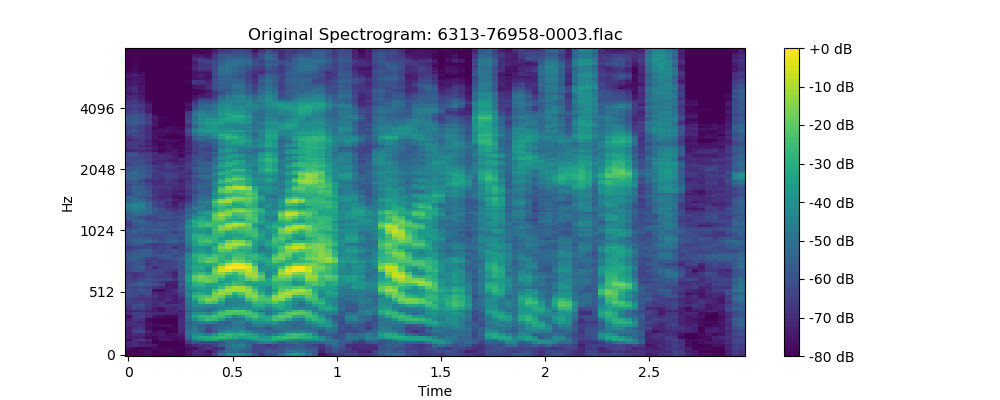 Original Spectrogram: 6313-76958-0003.flac
Hz
4096
2048
1024
512
0
0
0.5
1
1.5
2
2.5
Time
+0 dB
-10 dB
-20 dB
-30 dB
-40 dB
-50 dB
-60 dB
-70 dB
-80 dB